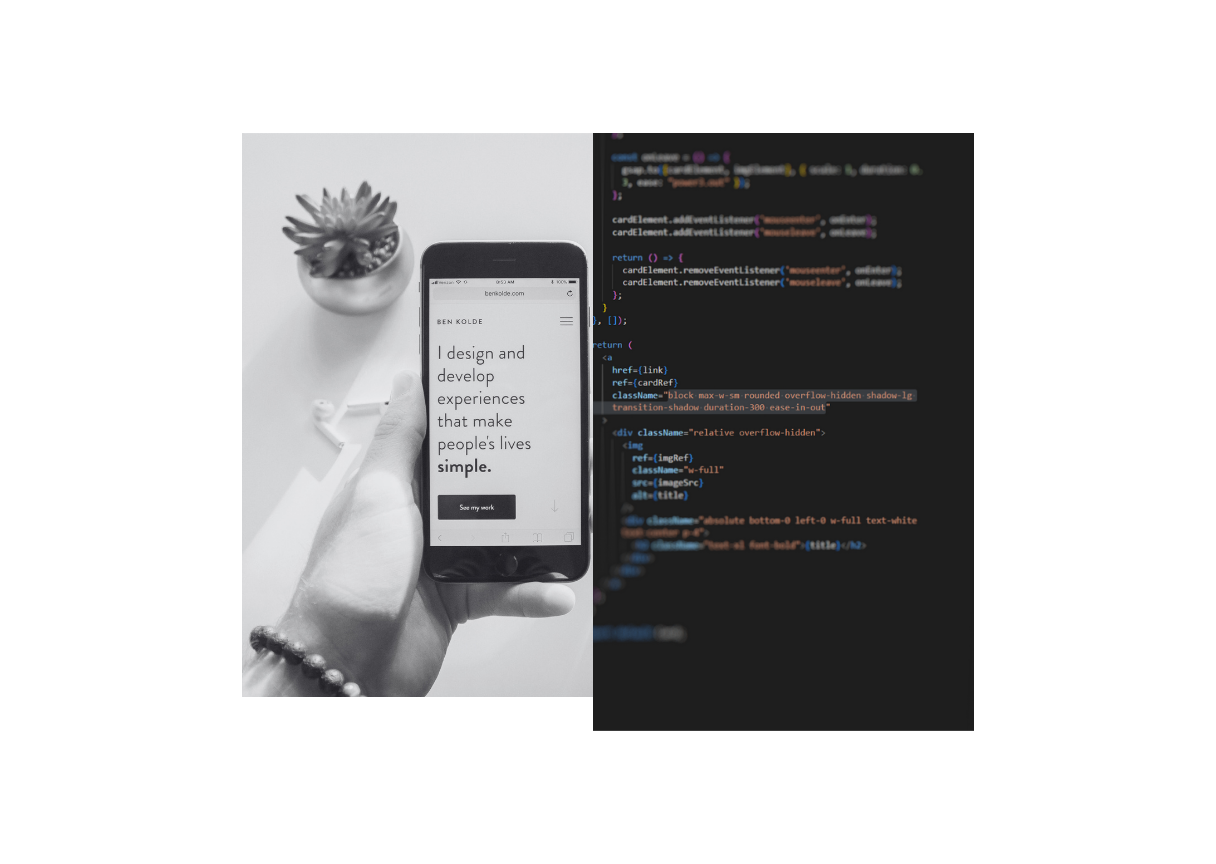 Verizon
9:53 AM
100%
benkolde.com
BEN KOLDE
I design and
develop
experiences
that make
people's lives
simple.
See my work
const onLeave = () => {
gsap.to([cardElement, imgElement], { scale: 1, duration: 0.
3, ease: "power3.out" });
};
cardElement.addEventListener("mouseenter", onEnter);
cardElement.addEventListener("mouseleave", onLeave);
return () => {
cardElement.removeEventListener("mouseenter", onEnter);
cardElement.removeEventListener("mouseleave", onLeave);
};
}
}, []);
return (
<a
href={link}
ref={cardRef}
className="block max-w-sm rounded overflow-hidden shadow-lg
transition-shadow duration-300 ease-in-out"
>
<div className="relative overflow-hidden">
<img
ref={imgRef}
className="w-full"
src={imageSrc}
alt={title}
/>
<div className="absolute bottom-0 left-0 w-full text-white
text-center p-4">
<h2 className="text-xl font-bold">{title}</h2>
</div>
</div>
</a>